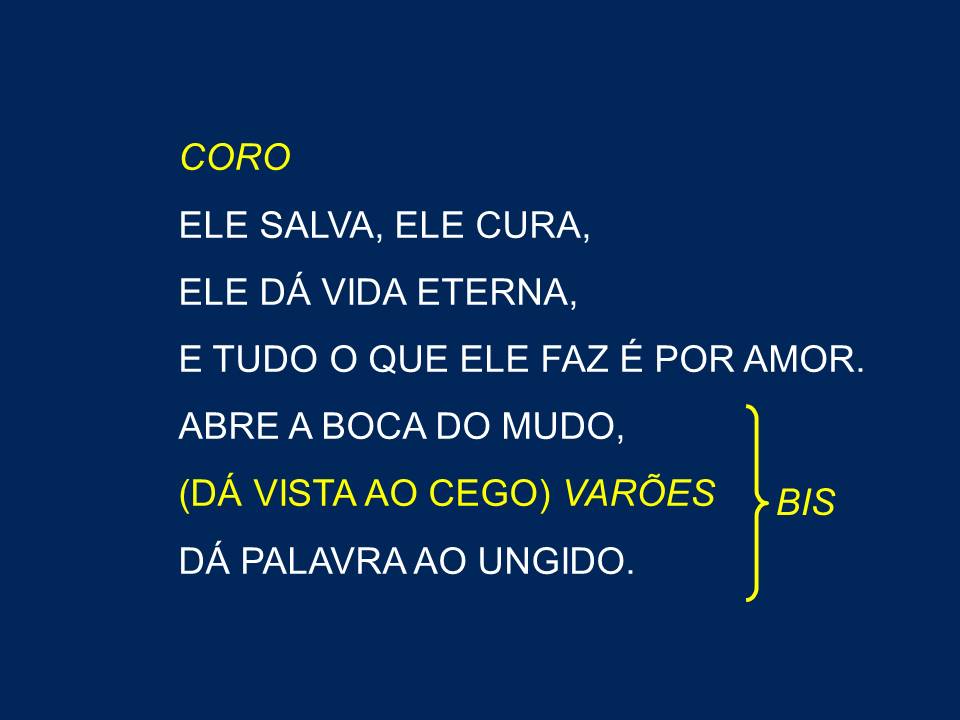 CORO
ELE SALVA, ELE CURA,
ELE DÁ VIDA ETERNA,
E TUDO O QUE ELE FAZ É POR AMOR.
ABRE A BOCA DO MUDO,
(DÁ VISTA AO CEGO) VARÕES
BIS
DÁ PALAVRA AO UNGIDO.